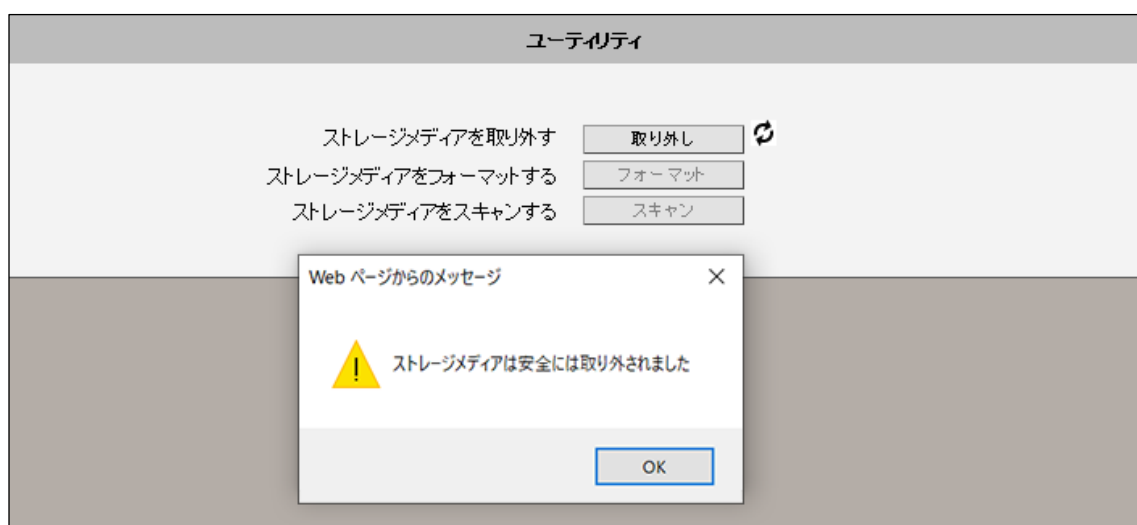 ユーティリティ
ストレージメディアを取り外す 取り外し
ストレージメディアをフォーマットする フォーマット
ストレージメディアをスキャンする スキャン
Web ページからのメッセージ
ストレージメディアは安全には取り外されました
OK